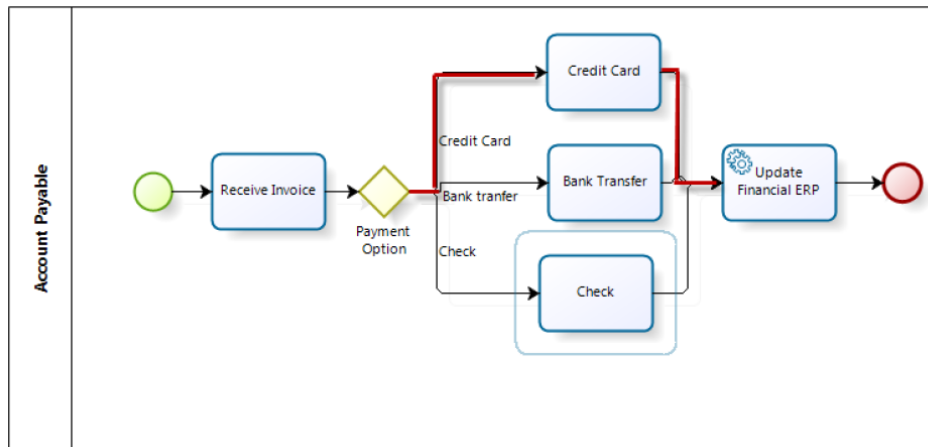 Account Payable
Receive Invoice
Payment
Option
Credit Card
Bank tranfer
Check
Credit Card
Bank Transfer
Check
Update
Financial ERP